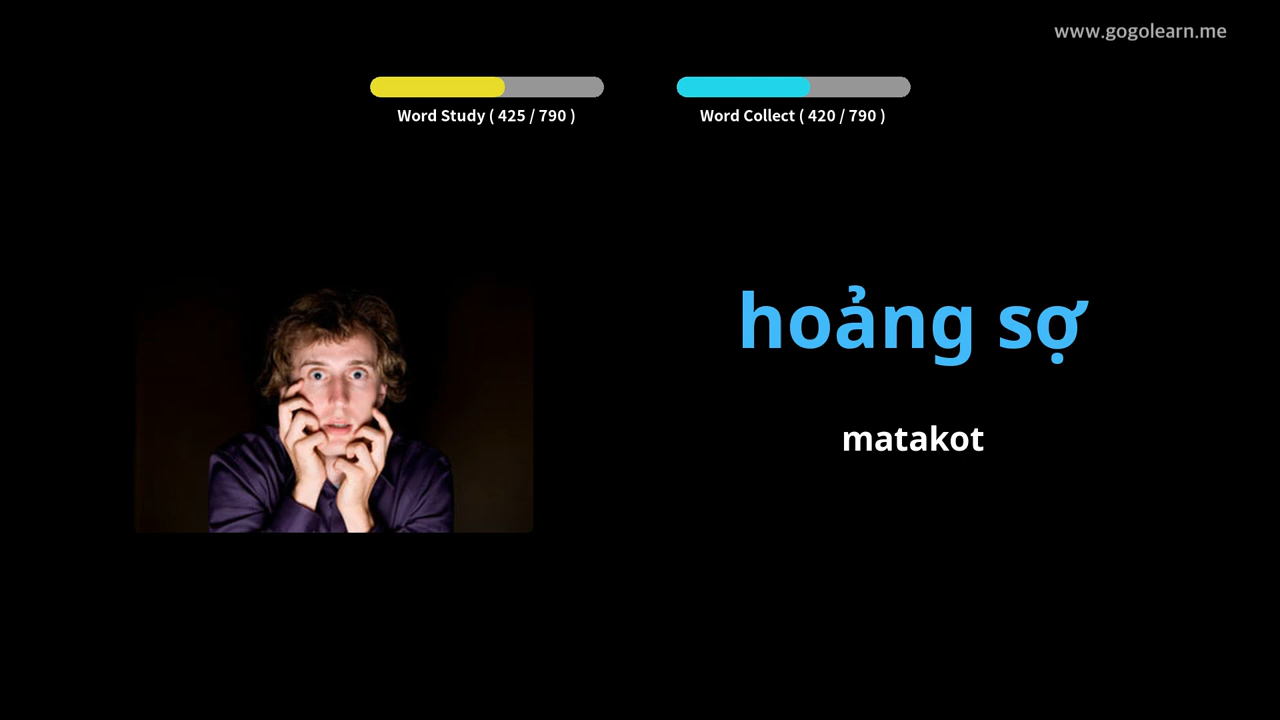 www.gogolearn.me
Word Study ( 425 / 790 )
Word Collect ( 420 / 790 )
hoảng sợ
matakot